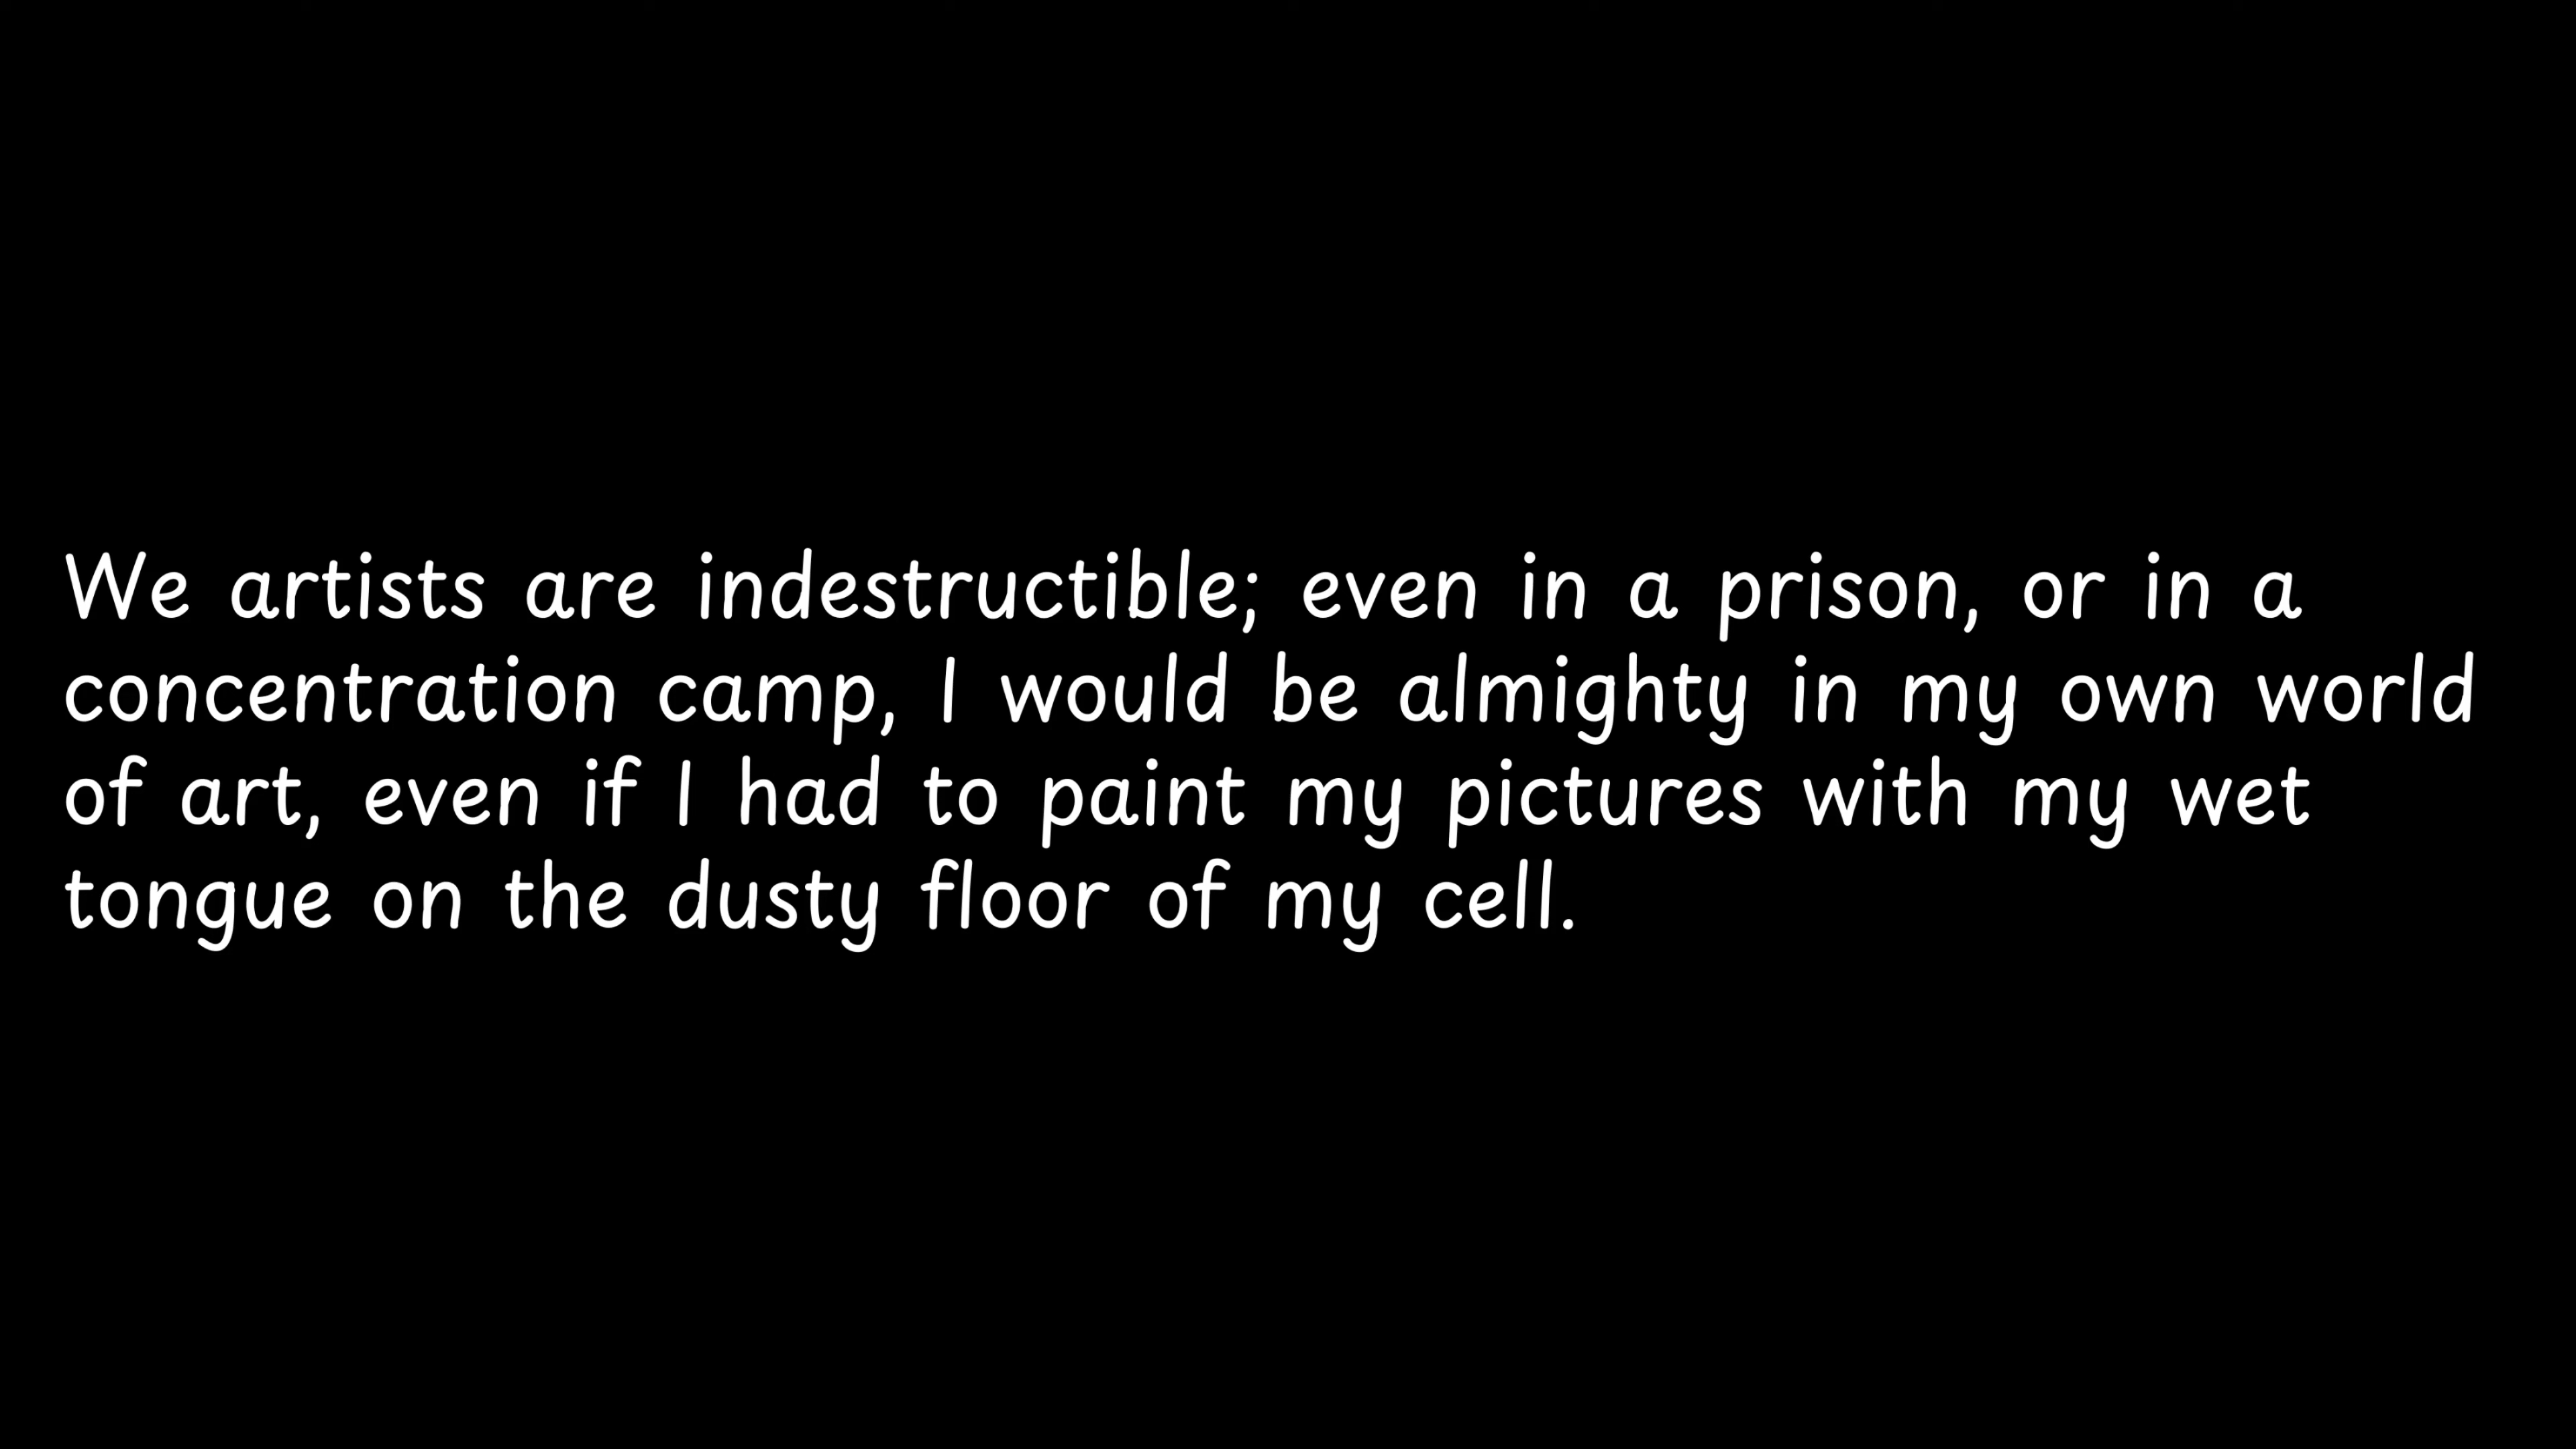 We artists are indestructible; even in a prison, or in a
concentration camp, I would be almighty in my own world
of art, even if I had to paint my pictures with my wet
tongue on the dusty floor of my cell.